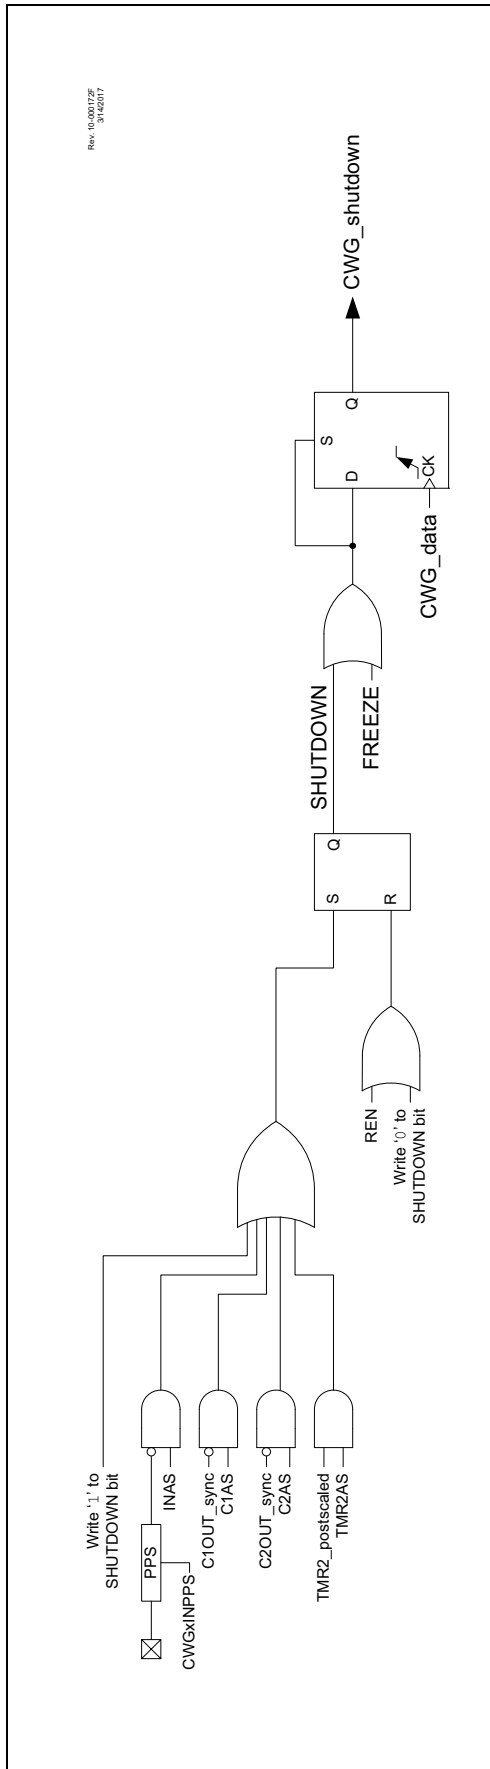 Rev. 10-000172F
3/14/2017
Write '1' to
SHUTDOWN bit
PPS
CWGxINPPS
INAS
C1OUT_sync
C1AS
C2OUT_sync
C2AS
TMR2_postscaled
TMR2AS
REN
Write '0' to
SHUTDOWN bit
S
R
Q
SHUTDOWN
FREEZE
D
S
Q
CK
CWG_data
CWG_shutdown